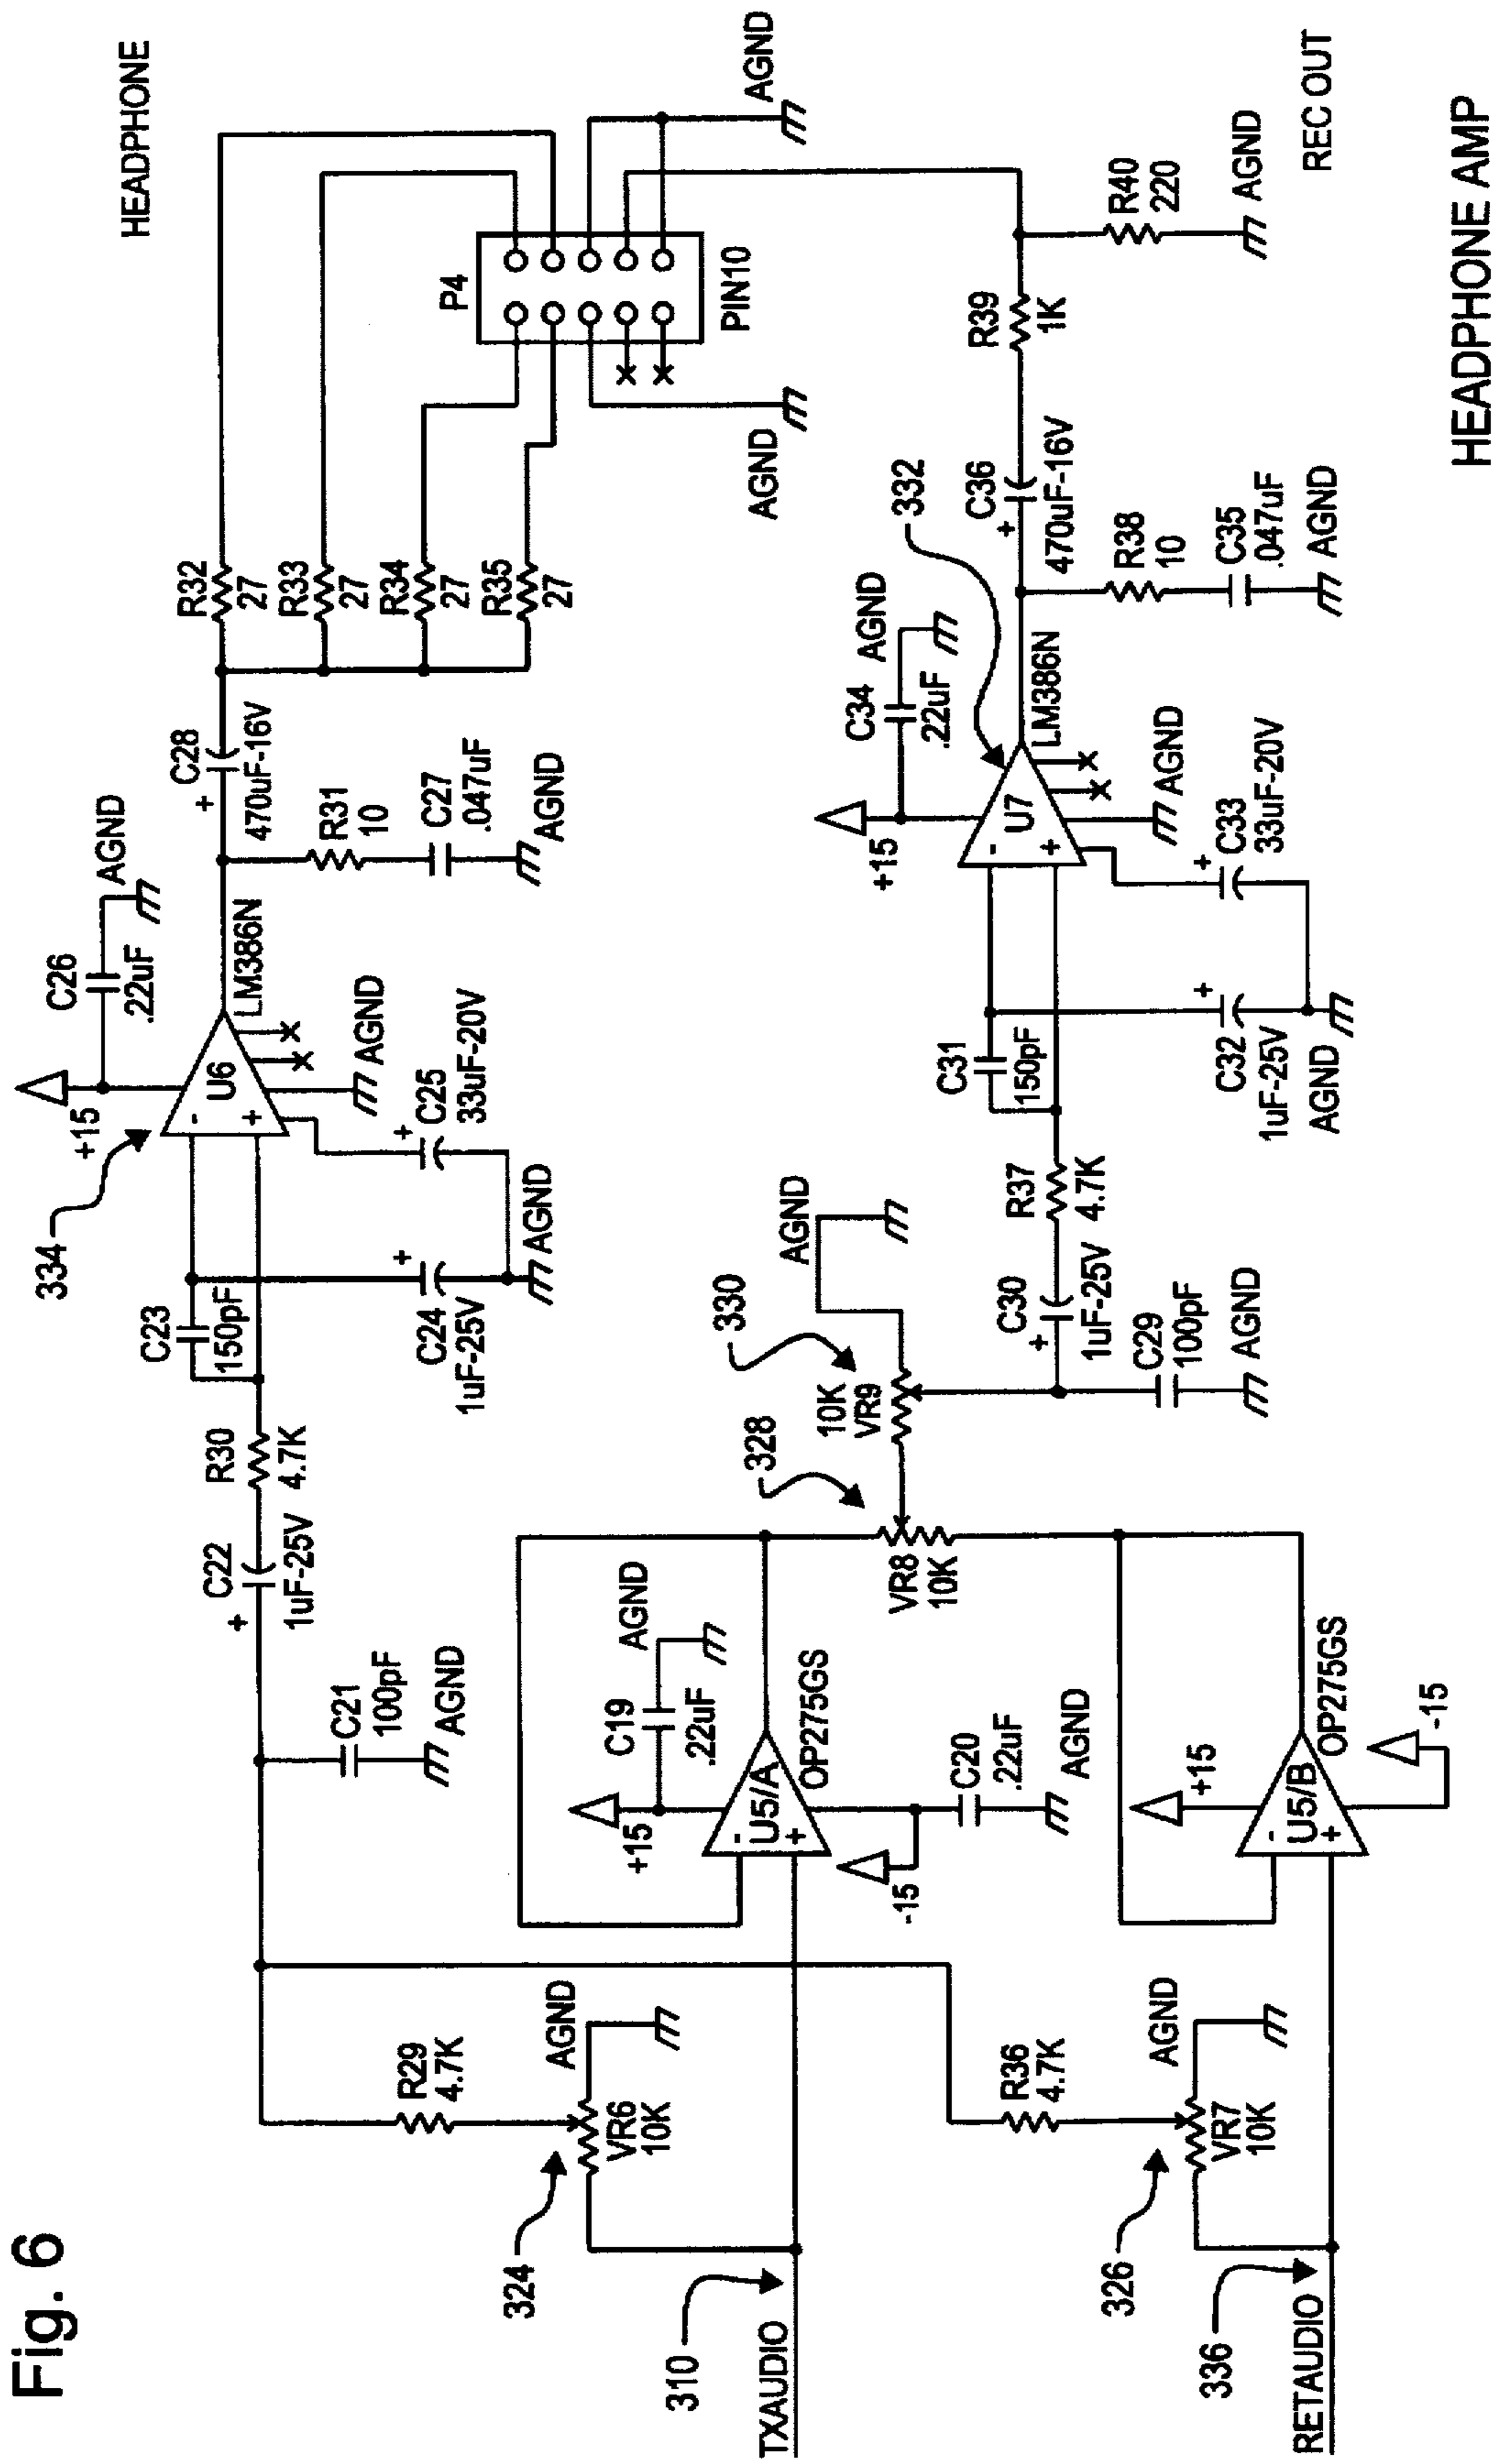 Fig. 6
HEADPHONE
334
+15
C26
.22uF
AGND
U6
-
+
LM386N
AGND
C23
150pF
C24
1uF-25V
+
C25
33uF-20V
+
AGND
R30
4.7K
C22
1uF-25V
+
C21
100pF
AGND
R31
10
C27
.047uF
AGND
C28
470uF-16V
+
R32
27
R33
27
R34
27
R35
27
P4
PIN10
AGND
AGND
R29
4.7K
324
VR6
10K
AGND
310
TXAUDIO
+15
C19
.22uF
AGND
U5/A
-
+
OP275GS
-15
C20
.22uF
AGND
328
VR8
10K
330
10K
VR9
AGND
R36
4.7K
326
VR7
10K
AGND
336
RETAUDIO
+15
U5/B
-
+
OP275GS
-15
C29
100pF
AGND
C30
1uF-25V
+
R37
4.7K
C31
150pF
C32
1uF-25V
+
AGND
C33
33uF-20V
+
+15
C34
.22uF
AGND
U7
-
+
LM386N
AGND
332
C36
470uF-16V
+
R38
10
C35
.047uF
AGND
R39
1K
R40
220
AGND
REC OUT
HEADPHONE AMP